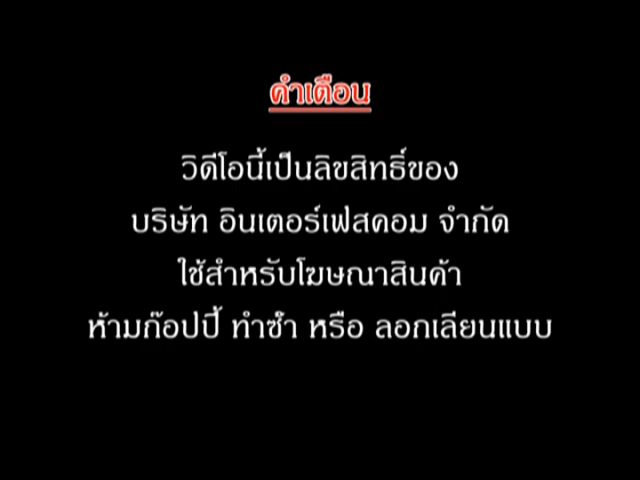 คำเตือน
วิดีโอนี้เป็นลิขสิทธิ์ของ
บริษัท อินเตอร์เฟสคอม จำกัด
ใช้สำหรับโฆษณาสินค้า
ห้ามก๊อปปี้ ทำซ้ำ หรือ ลอกเลียนแบบ